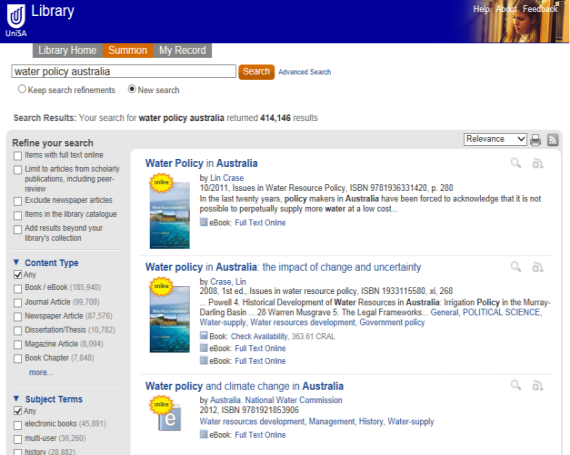 Library
UniSA
Help About Feedback
Library Home Summon My Record
water policy australia Search Advanced Search
Keep search refinements New search
Search Results: Your search for water policy australia returned 414,146 results
Relevance
Refine your search
Items with full text online
Limit to articles from scholarly
publications, including peer-
review
Exclude newspaper articles
Items in the library catalogue
Add results beyond your
library's collection
Content Type
Any
Book / eBook (185,940)
Journal Article (99,709)
Newspaper Article (87,576)
Dissertation/Thesis (10,782)
Magazine Article (8,094)
Book Chapter (7,848)
more...
Subject Terms
Any
electronic books (45,891)
multi-user (36,260)
history (28,882)
Water Policy in Australia
online
by Lin Crase
10/2011, Issues in Water Resource Policy, ISBN 9781936331420, p. 280
In the last twenty years, policy makers in Australia have been forced to acknowledge that it is not
possible to perpetually supply more water at a low cost...
eBook: Full Text Online
Water policy in Australia: the impact of change and uncertainty
online
by Crase, Lin
2008, 1st ed., Issues in water resource policy, ISBN 1933115580, xi, 268
... Powell 4. Historical Development of Water Resources in Australia: Irrigation Policy in the Murray-
Darling Basin ... 28 Warren Musgrave 5. The Legal Frameworks... General, POLITICAL SCIENCE,
Water-supply, Water resources development, Government policy
Book: Check Availability, 363.61 CRAL
eBook: Full Text Online
eBook: Full Text Online
Water policy and climate change in Australia
online
e
by Australia. National Water Commission
2012, ISBN 9781921853906
Water resources development, Management, History, Water-supply
eBook: Full Text Online